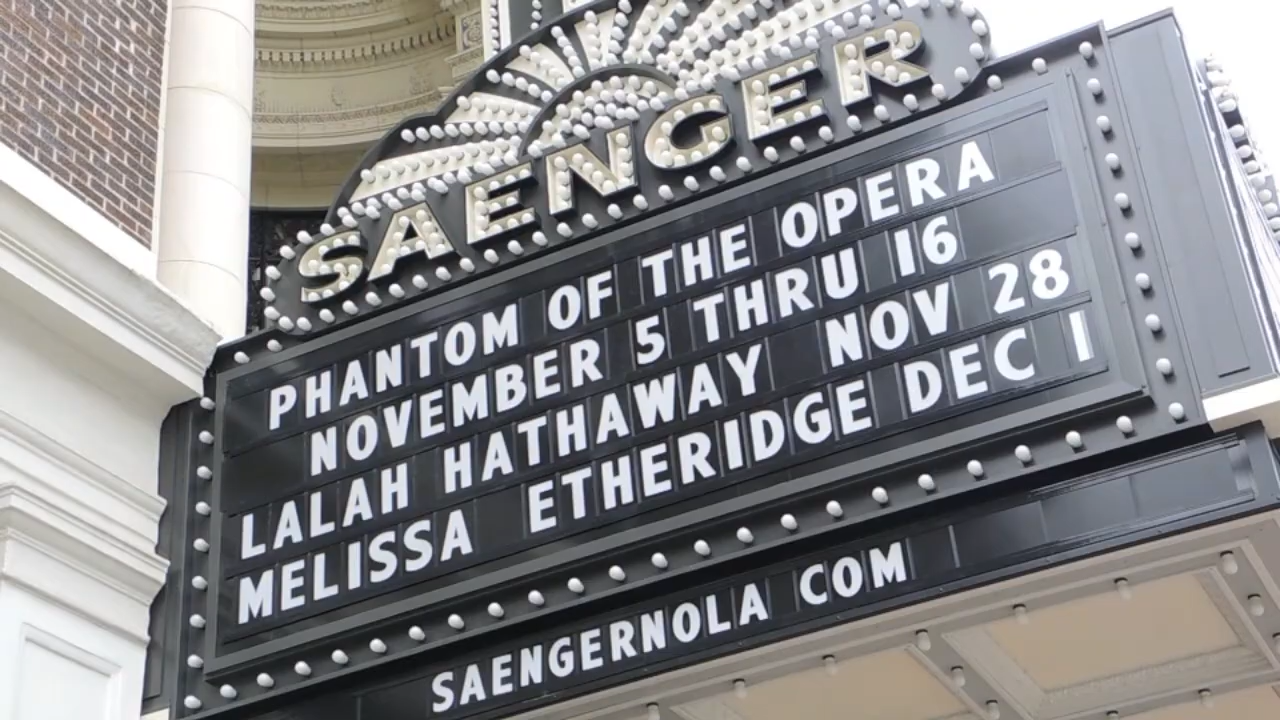 SAENGER
PHANTOM OF THE OPERA
NOVEMBER 5 THRU 16
LALAH HATHAWAY NOV 28
MELISSA ETHERIDGE DEC 1
SAENGERNOLA COM